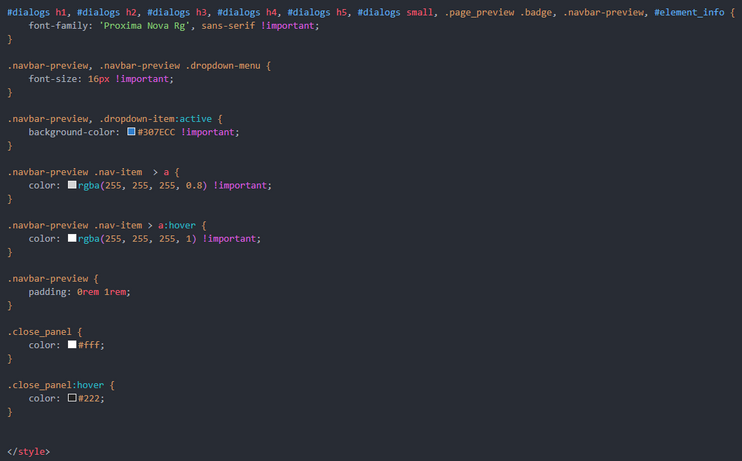 #dialogs h1, #dialogs h2, #dialogs h3, #dialogs h4, #dialogs h5, #dialogs small, .page_preview .badge, .navbar-preview, #element_info {
    font-family: 'Proxima Nova Rg', sans-serif !important;
}

.navbar-preview, .navbar-preview .dropdown-menu {
    font-size: 16px !important;
}

.navbar-preview, .dropdown-item:active {
    background-color: #307ECC !important;
}

.navbar-preview .nav-item  > a {
    color: rgba(255, 255, 255, 0.8) !important;
}

.navbar-preview .nav-item > a:hover {
    color: rgba(255, 255, 255, 1) !important;
}

.navbar-preview {
    padding: 0rem 1rem;
}

.close_panel {
    color: #fff;
}

.close_panel:hover {
    color: #222;
}

</style>